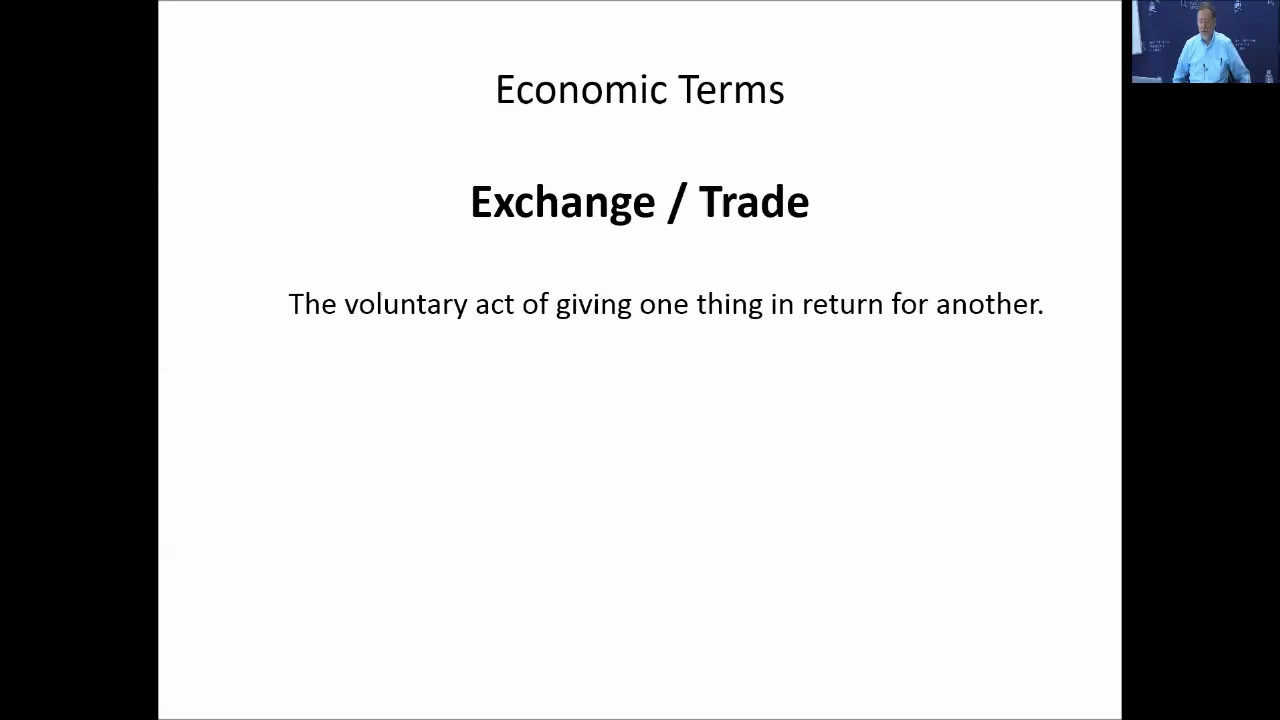 Economic Terms
Exchange / Trade
The voluntary act of giving one thing in return for another.